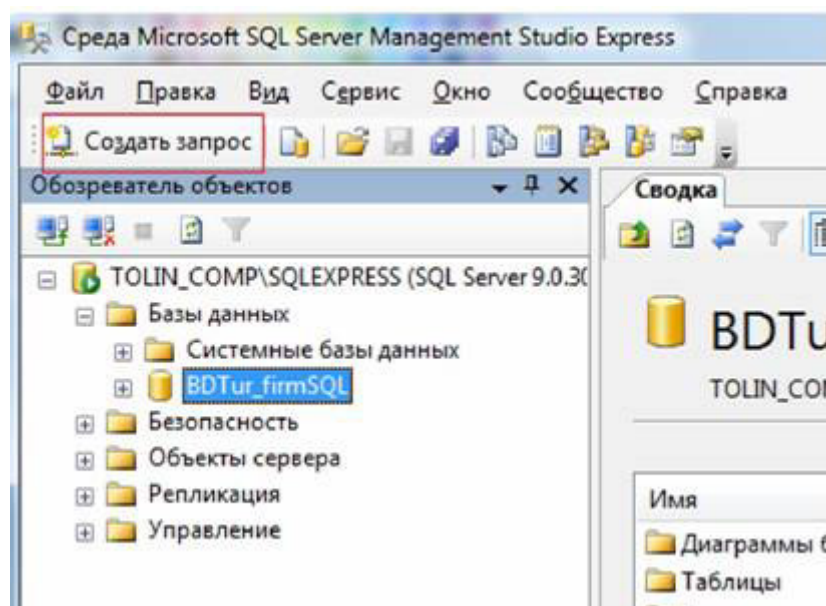 Среда Microsoft SQL Server Management Studio Express
Файл Правка Вид Сервис Окно Сообщество Справка
Создать запрос
Обозреватель объектов
Сводка
TOLIN_COMP\SQLEXPRESS (SQL Server 9.0.30
Базы данных
Системные базы данных
BDTur_firmSQL
Безопасность
Объекты сервера
Репликация
Управление
BDTu
TOLIN_CO
Имя
Диаграммы б
Таблицы